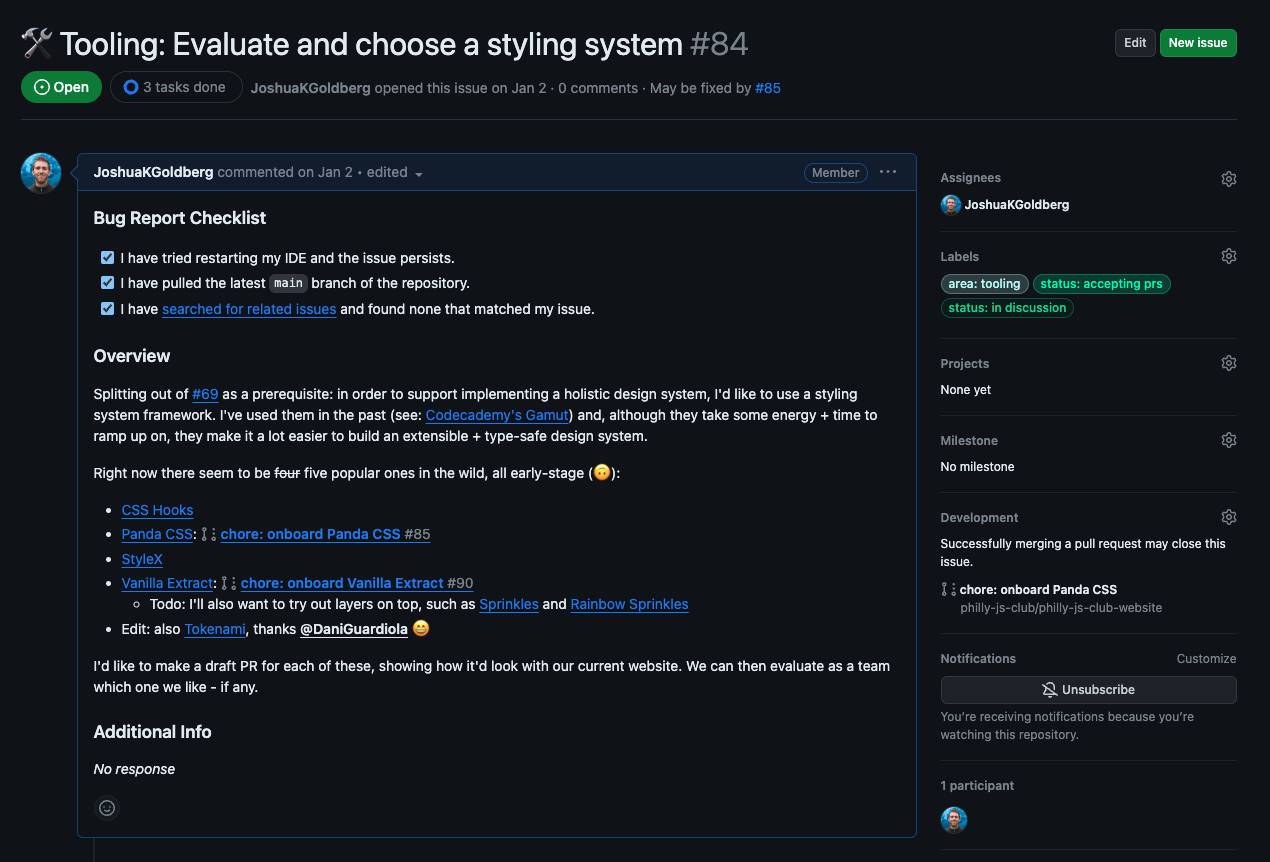 🛠️ Tooling: Evaluate and choose a styling system #84
Edit
New issue
Open
3 tasks done
JoshuaKGoldberg opened this issue on Jan 2 · 0 comments · May be fixed by #85
JoshuaKGoldberg commented on Jan 2 • edited
Member
Bug Report Checklist
I have tried restarting my IDE and the issue persists.
I have pulled the latest main branch of the repository.
I have searched for related issues and found none that matched my issue.
Overview
Splitting out of #69 as a prerequisite: in order to support implementing a holistic design system, I'd like to use a styling
system framework. I've used them in the past (see: Codecademy's Gamut) and, although they take some energy + time to
ramp up on, they make it a lot easier to build an extensible + type-safe design system.
Right now there seem to be four five popular ones in the wild, all early-stage (🙃):
• CSS Hooks
• Panda CSS: chore: onboard Panda CSS #85
• StyleX
• Vanilla Extract: chore: onboard Vanilla Extract #90
◦ Todo: I'll also want to try out layers on top, such as Sprinkles and Rainbow Sprinkles
• Edit: also Tokenami, thanks @DaniGuardiola 😄
I'd like to make a draft PR for each of these, showing how it'd look with our current website. We can then evaluate as a team
which one we like - if any.
Additional Info
No response
Assignees
JoshuaKGoldberg
Labels
area: tooling
status: accepting prs
status: in discussion
Projects
None yet
Milestone
No milestone
Development
Successfully merging a pull request may close this
issue.
chore: onboard Panda CSS
philly-js-club/philly-js-club-website
Notifications
Customize
Unsubscribe
You're receiving notifications because you're
watching this repository.
1 participant